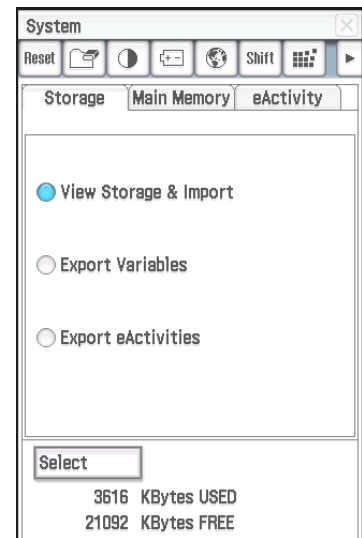 System
Reset Shift
Storage Main Memory eActivity
View Storage & Import
Export Variables
Export eActivities
Select
3616 KBytes USED
21092 KBytes FREE